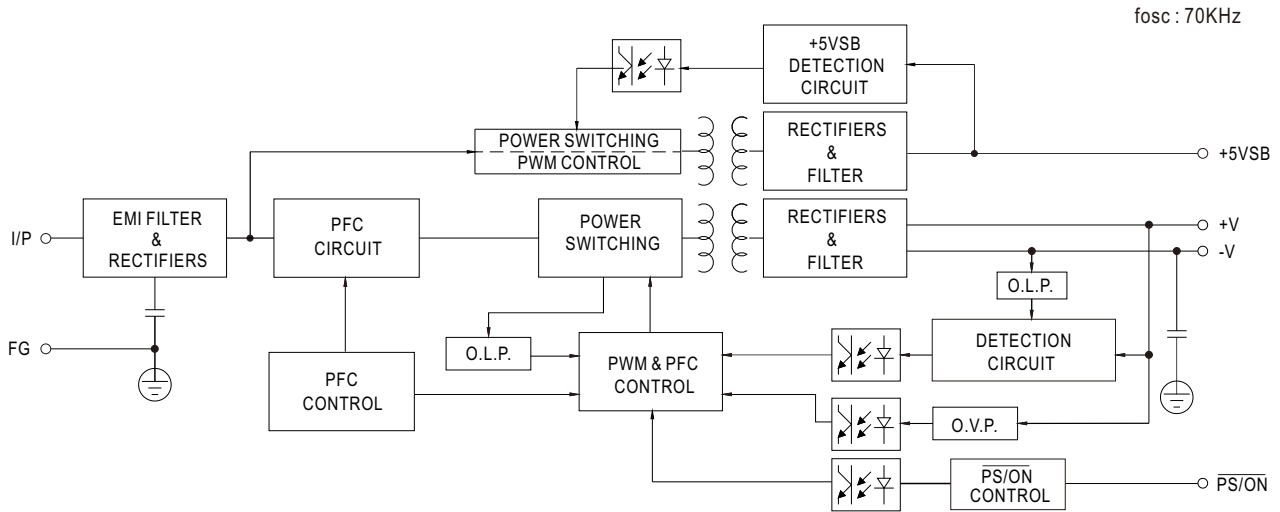 fosc : 70KHz
+5VSB
DETECTION
CIRCUIT
POWER SWITCHING
PWM CONTROL
RECTIFIERS
&
FILTER
+5VSB
I/P
EMI FILTER
&
RECTIFIERS
PFC
CIRCUIT
POWER
SWITCHING
RECTIFIERS
&
FILTER
+V
-V
O.L.P.
FG
O.L.P.
DETECTION
CIRCUIT
PFC
CONTROL
PWM & PFC
CONTROL
O.V.P.
PS/ON
CONTROL
PS/ON